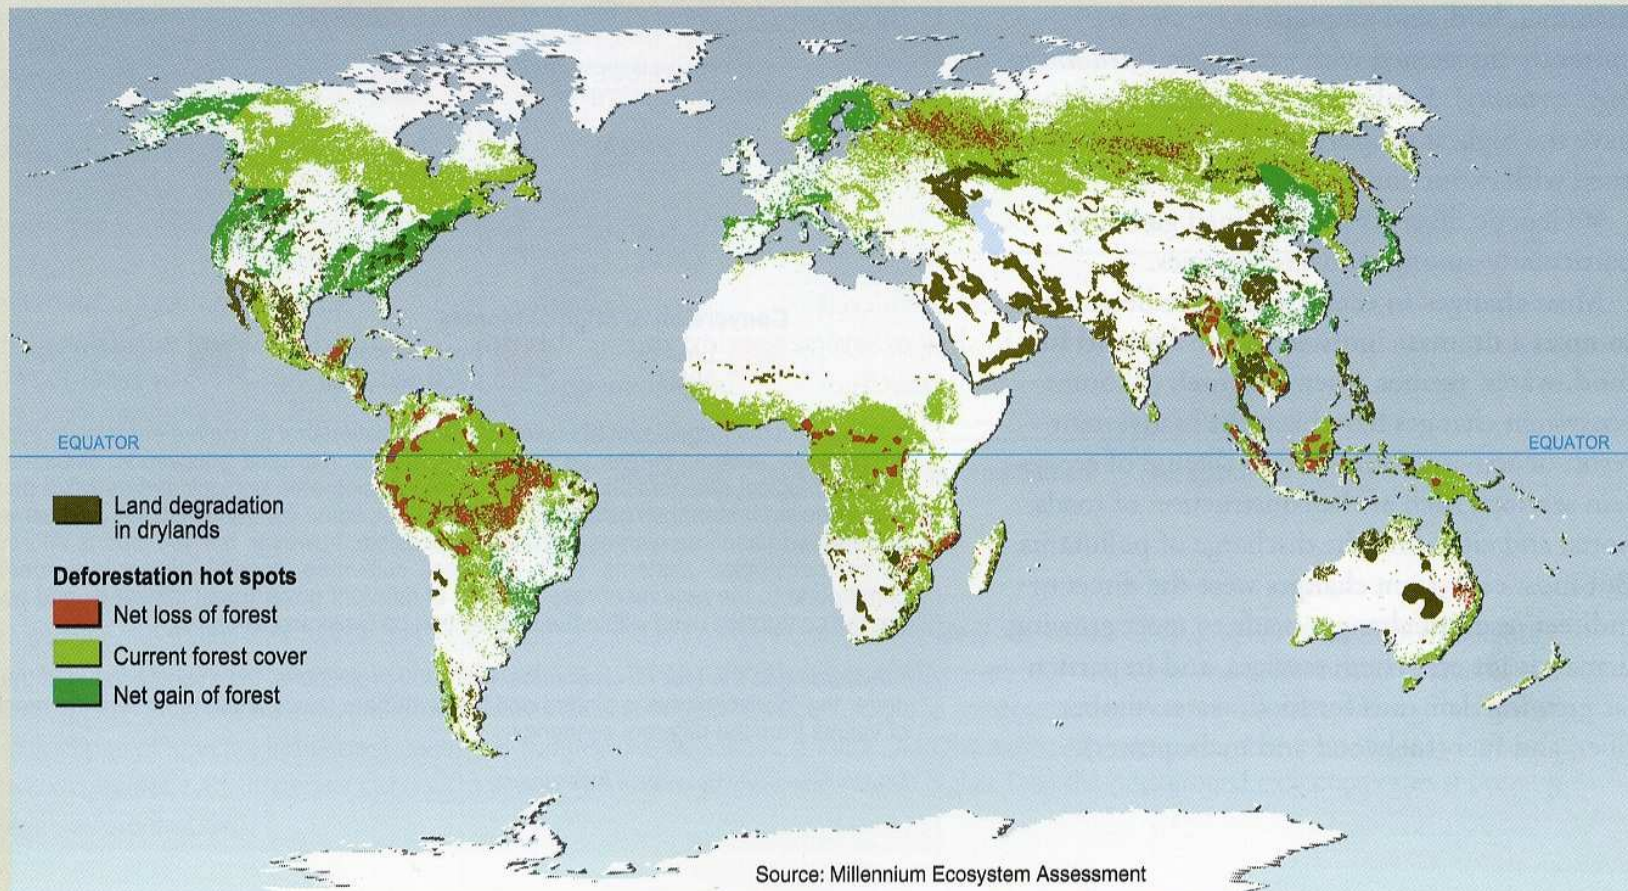 EQUATOR
EQUATOR
Land degradation
in drylands
Deforestation hot spots
Net loss of forest
Current forest cover
Net gain of forest
Source: Millennium Ecosystem Assessment